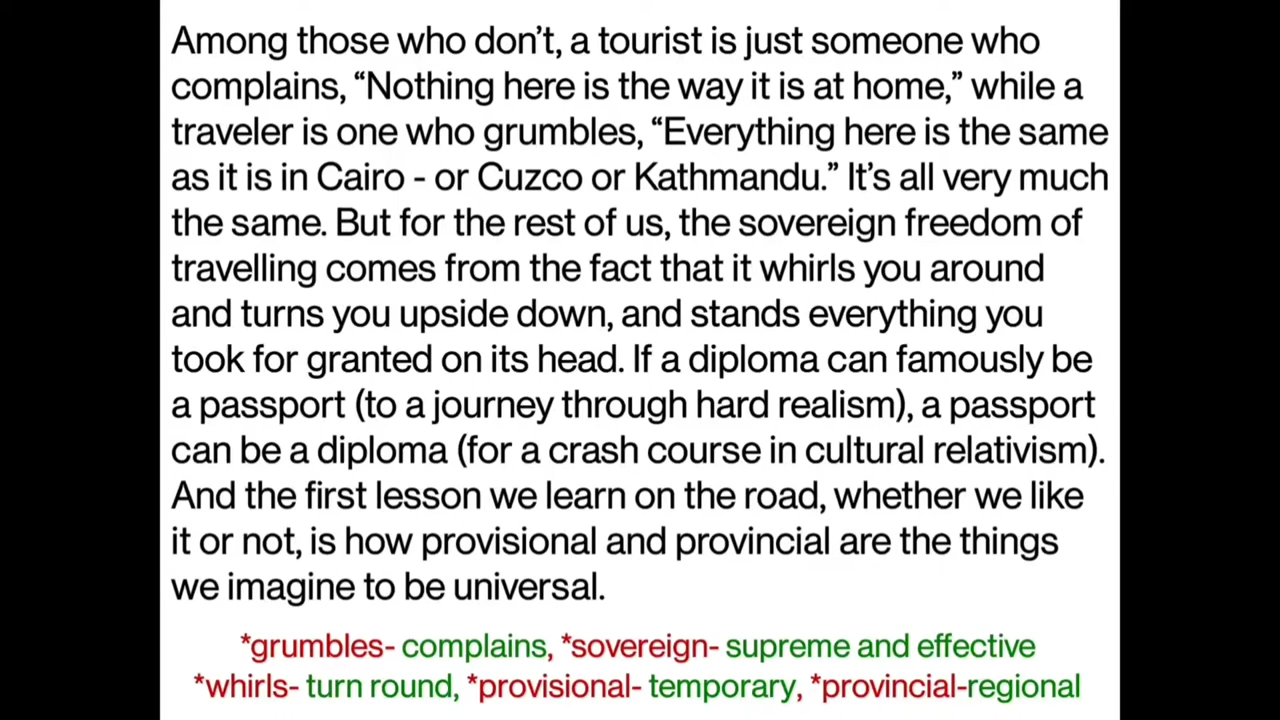 Among those who don’t, a tourist is just someone who
complains, “Nothing here is the way it is at home,” while a
traveler is one who grumbles, “Everything here is the same
as it is in Cairo - or Cuzco or Kathmandu.” It’s all very much
the same. But for the rest of us, the sovereign freedom of
travelling comes from the fact that it whirls you around
and turns you upside down, and stands everything you
took for granted on its head. If a diploma can famously be
a passport (to a journey through hard realism), a passport
can be a diploma (for a crash course in cultural relativism).
And the first lesson we learn on the road, whether we like
it or not, is how provisional and provincial are the things
we imagine to be universal.
*grumbles- complains, *sovereign- supreme and effective
*whirls- turn round, *provisional- temporary, *provincial-regional